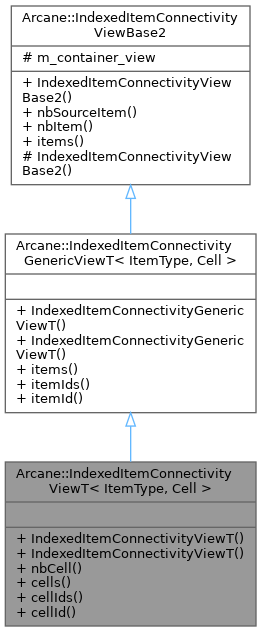 Arcane::IndexedItemConnectivity
ViewBase2
# m_container_view
+ IndexedItemConnectivityView
Base2()
+ nbSourceItem()
+ nbItem()
+ items()
# IndexedItemConnectivityView
Base2()
Arcane::IndexedItemConnectivity
GenericViewT< ItemType, Cell >
+ IndexedItemConnectivityGeneric
ViewT()
+ IndexedItemConnectivityGeneric
ViewT()
+ items()
+ itemIds()
+ itemId()
Arcane::IndexedItemConnectivity
ViewT< ItemType, Cell >
+ IndexedItemConnectivityViewT()
+ IndexedItemConnectivityViewT()
+ nbCell()
+ cells()
+ cellIds()
+ cellId()